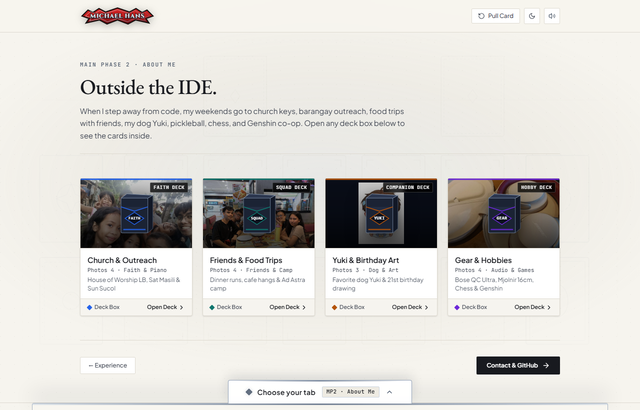 MICHAEL HANS
Pull Card
MAIN PHASE 2 · ABOUT ME
Outside the IDE.
When I step away from code, my weekends go to church keys, barangay outreach, food trips
with friends, my dog Yuki, pickleball, chess, and Genshin co-op. Open any deck box below to
see the cards inside.
FAITH DECK
FAITH
Church & Outreach
Photos 4 · Faith & Piano
House of Worship LB, Sat Masili &
Sun Sucol
Deck Box
Open Deck
SQUAD DECK
SQUAD
Friends & Food Trips
Photos 4 · Friends & Camp
Dinner runs, cafe hangs & Ad Astra
camp
Deck Box
Open Deck
COMPANION DECK
YUKI
Yuki & Birthday Art
Photos 3 · Dog & Art
Favorite dog Yuki & 21st birthday
drawing
Deck Box
Open Deck
HOBBY DECK
GEAR
Gear & Hobbies
Photos 4 · Audio & Games
Bose QC Ultra, Mjolnir 16cm,
Chess & Genshin
Deck Box
Open Deck
← Experience
Contact & GitHub →
Choose your tab
MP2 · About Me